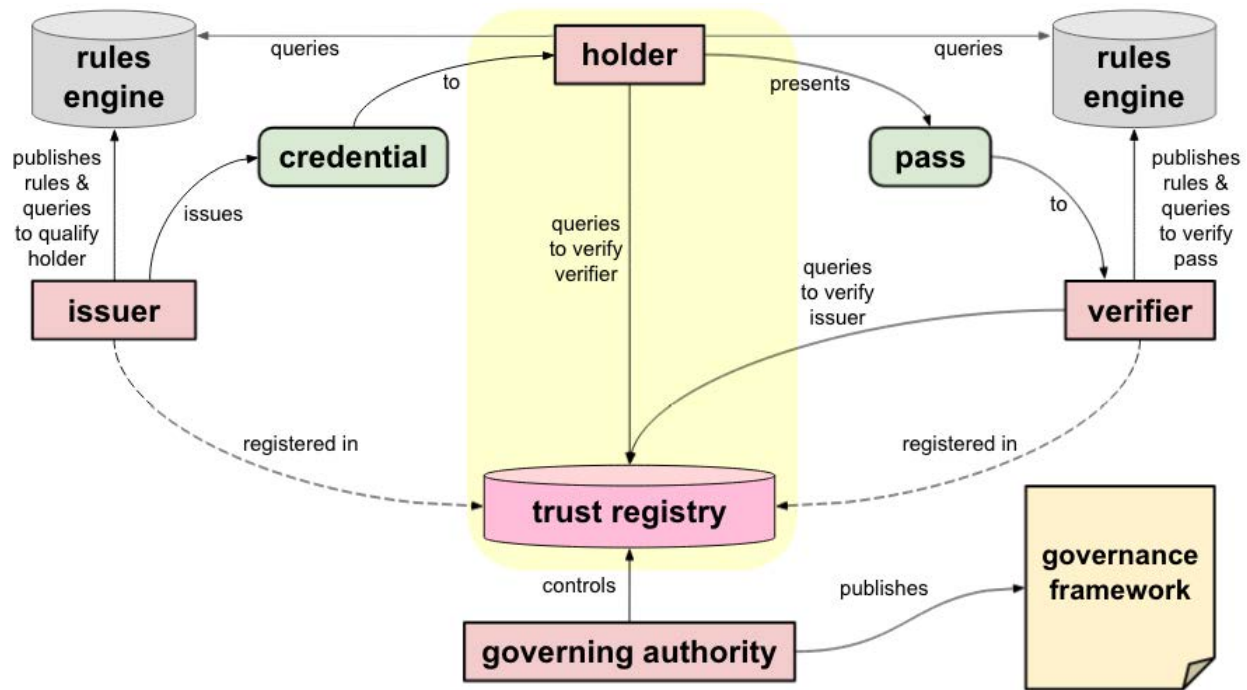 rules
engine
queries
holder
queries
rules
engine
to
presents
credential
pass
publishes
rules &
queries
to qualify
holder
issues
queries
to verify
verifier
to
publishes
rules &
queries
to verify
pass
queries
to verify
issuer
issuer
verifier
registered in
registered in
trust registry
governance
framework
controls
publishes
governing authority